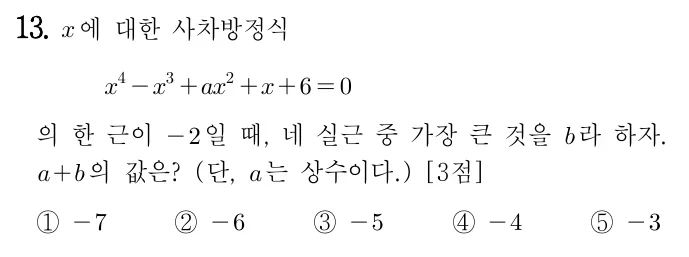 13. x에 대한 사차방정식
x⁴−x³+ax²+x+6=0
의 한 근이 −2일 때, 네 실근 중 가장 큰 것을 b라 하자.
a+b의 값은? (단, a는 상수이다.) [3점]
① −7 ② −6 ③ −5 ④ −4 ⑤ −3